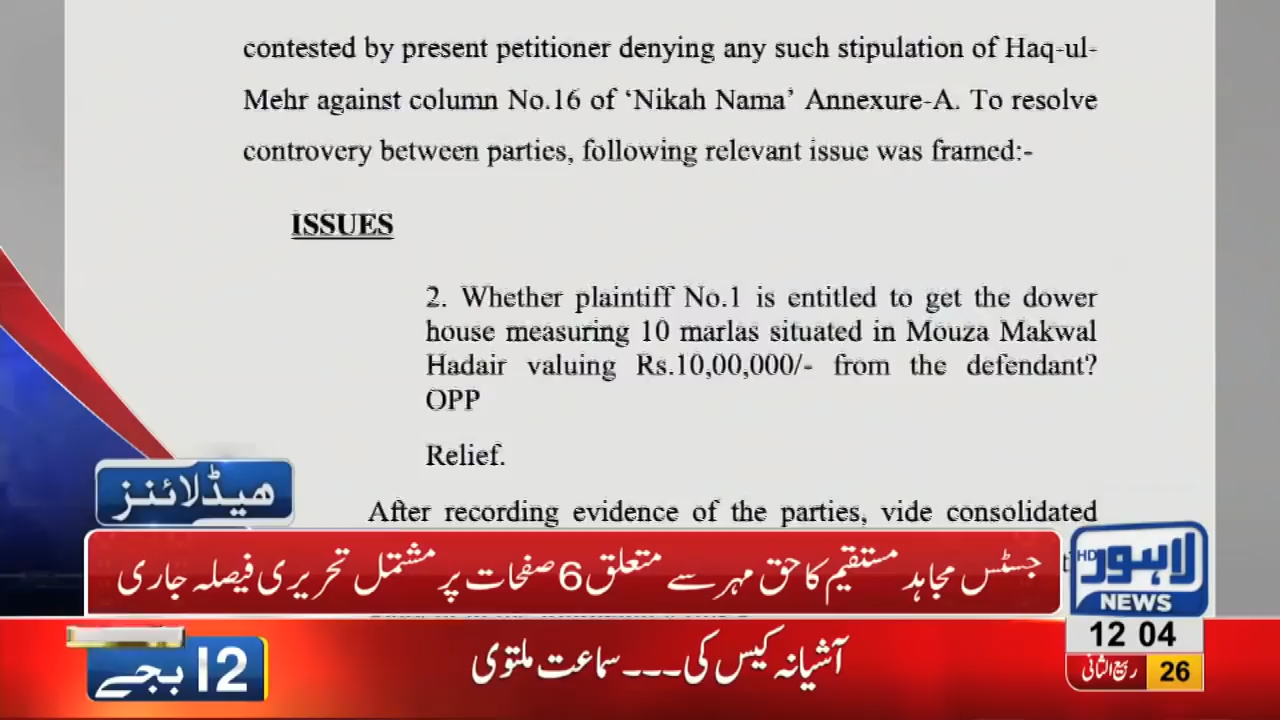 contested by present petitioner denying any such stipulation of Haq-ul-
Mehr against column No.16 of ‘Nikah Nama’ Annexure-A. To resolve
controvery between parties, following relevant issue was framed:-
ISSUES
2. Whether plaintiff No.1 is entitled to get the dower
house measuring 10 marlas situated in Mouza Makwal
Hadair valuing Rs.10,00,000/- from the defendant?
OPP
Relief.
After recording evidence of the parties, vide consolidated
ہیڈلائنز
جسٹس مجاہد مستقیم کا حق مہر سے متعلق 6 صفحات پر مشتمل تحریری فیصلہ جاری
لاہور HD
NEWS
12 04
26 ربیع الثانی
12 بجے
آشیانہ کیس کی۔۔۔سماعت ملتوی